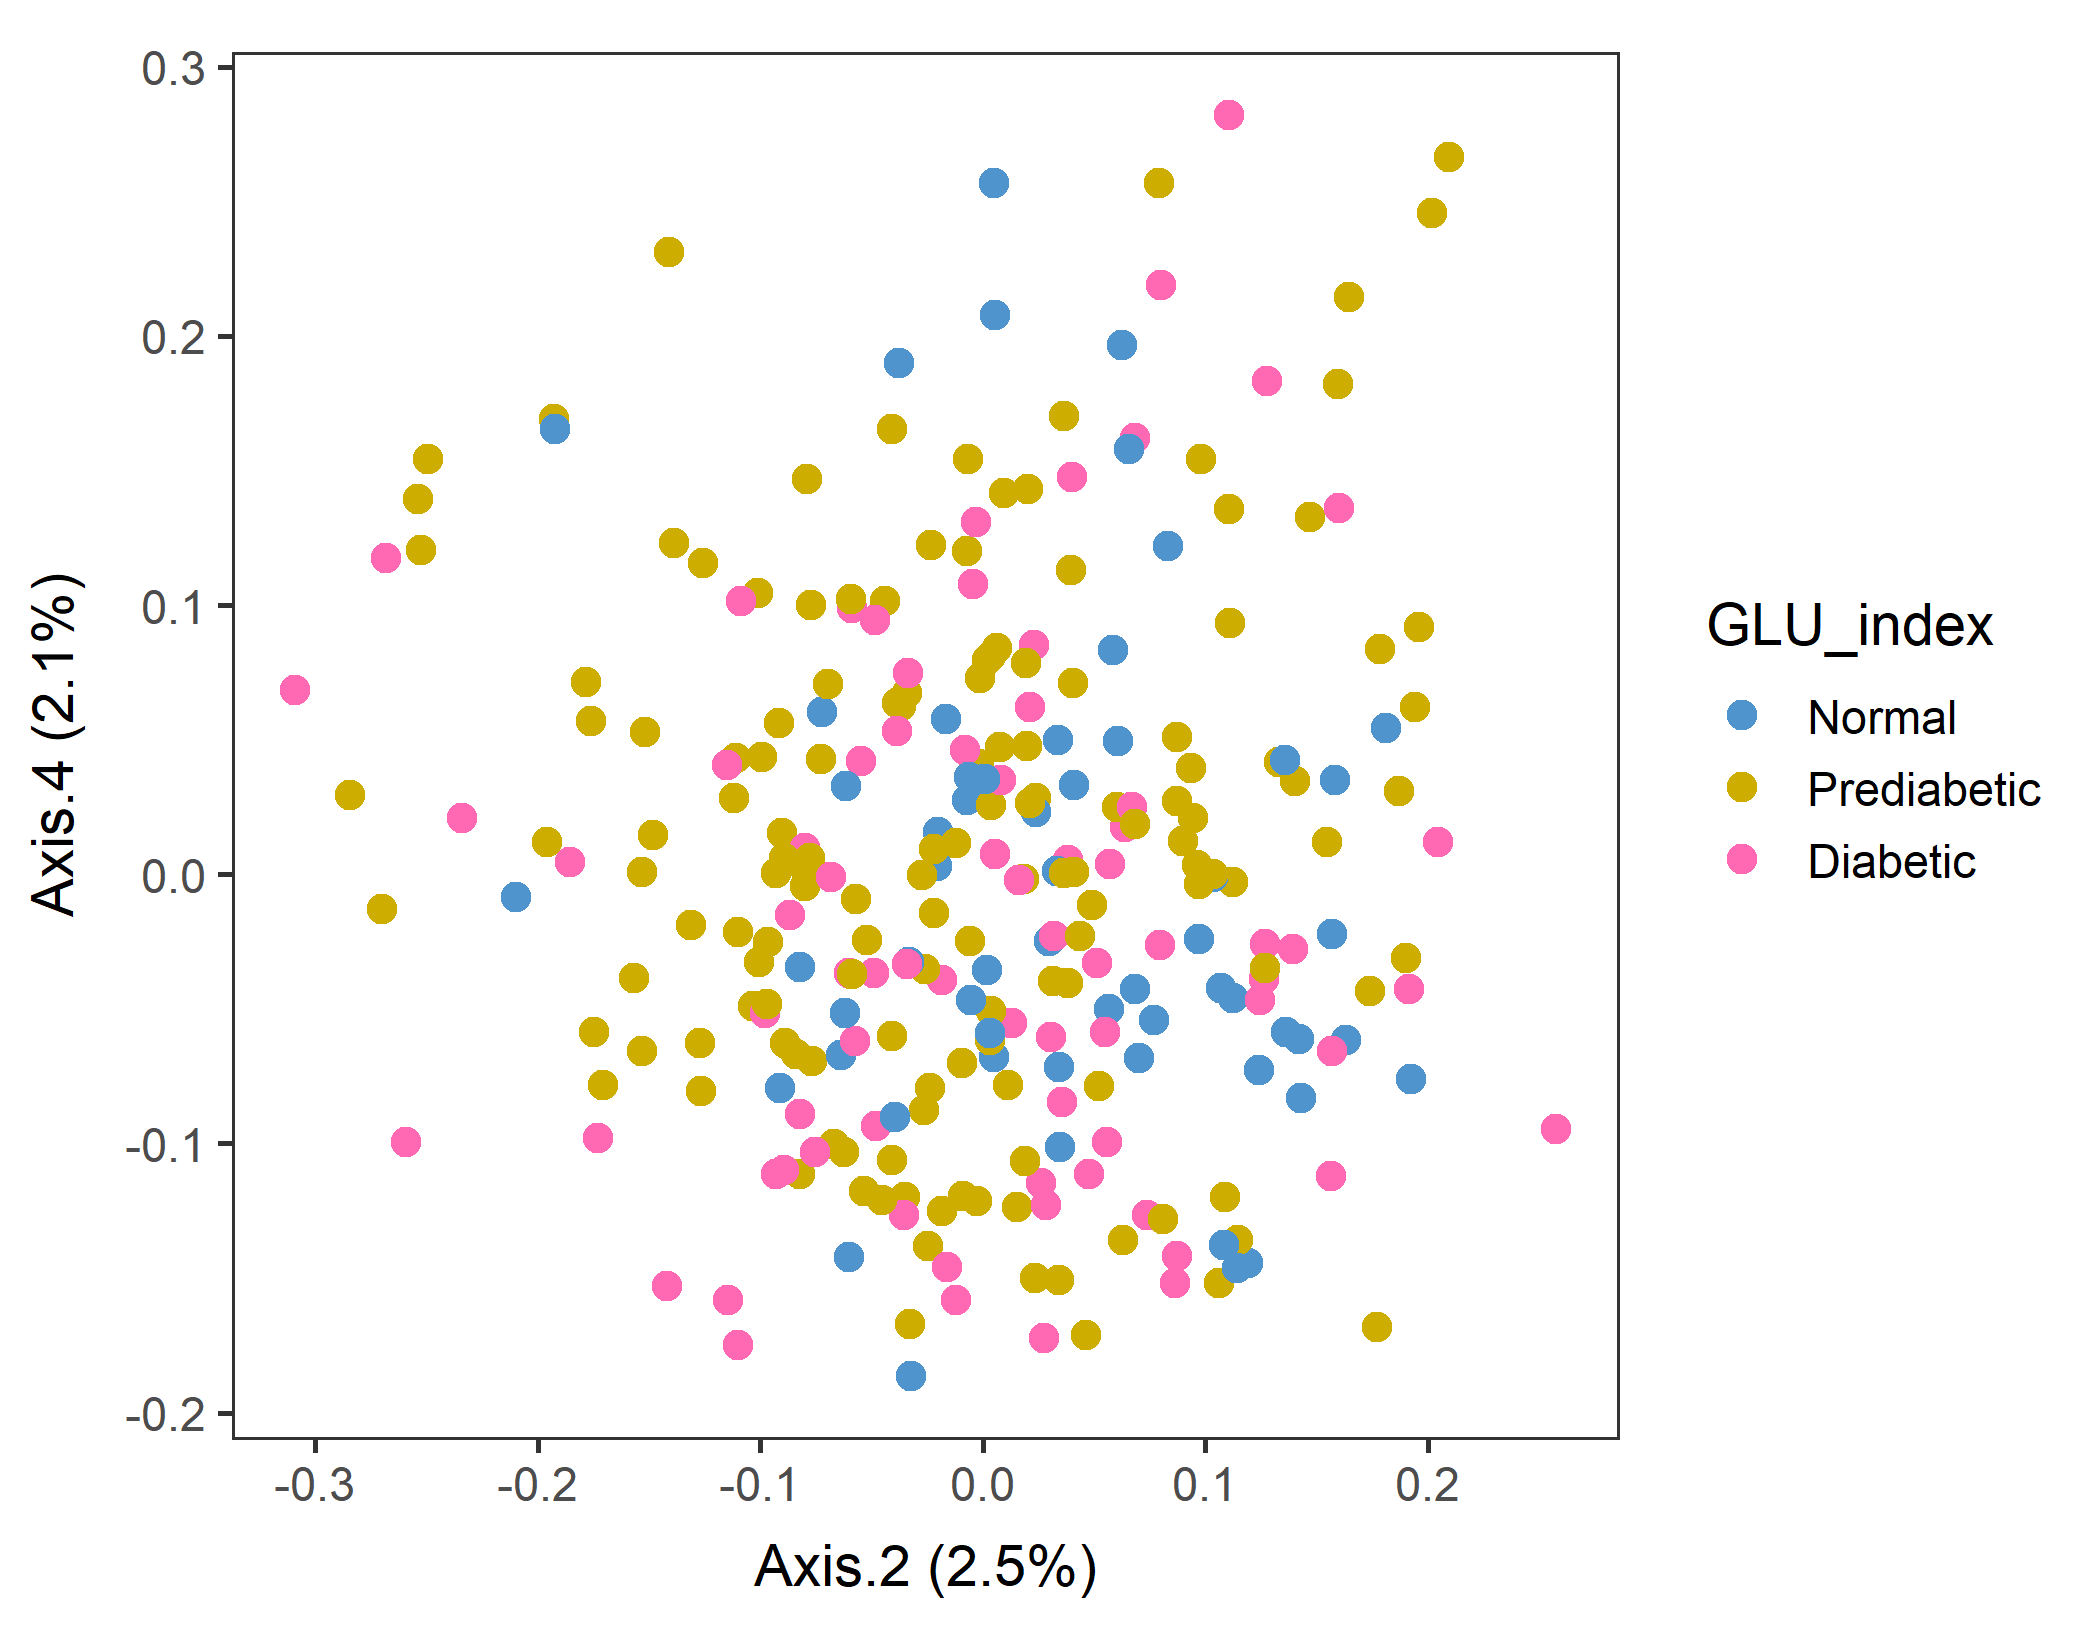 0.3
0.2
0.1
0.0
-0.1
-0.2
Axis.4 (2.1%)
-0.3
-0.2
-0.1
0.0
0.1
0.2
Axis.2 (2.5%)
GLU_index
Normal
Prediabetic
Diabetic